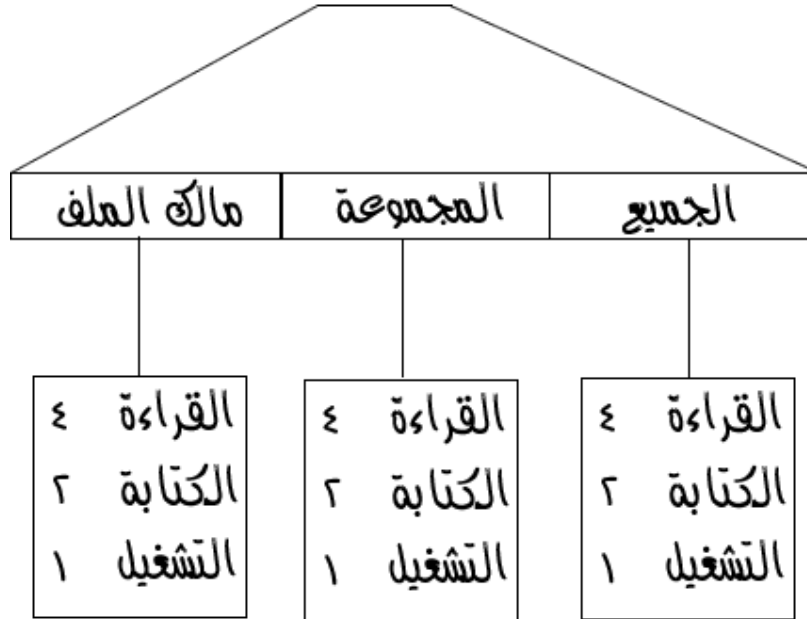 الجميع
المجموعة
مالك الملف
القراءة ٤
الكتابة ٢
التشغيل ١
القراءة ٤
الكتابة ٢
التشغيل ١
القراءة ٤
الكتابة ٢
التشغيل ١